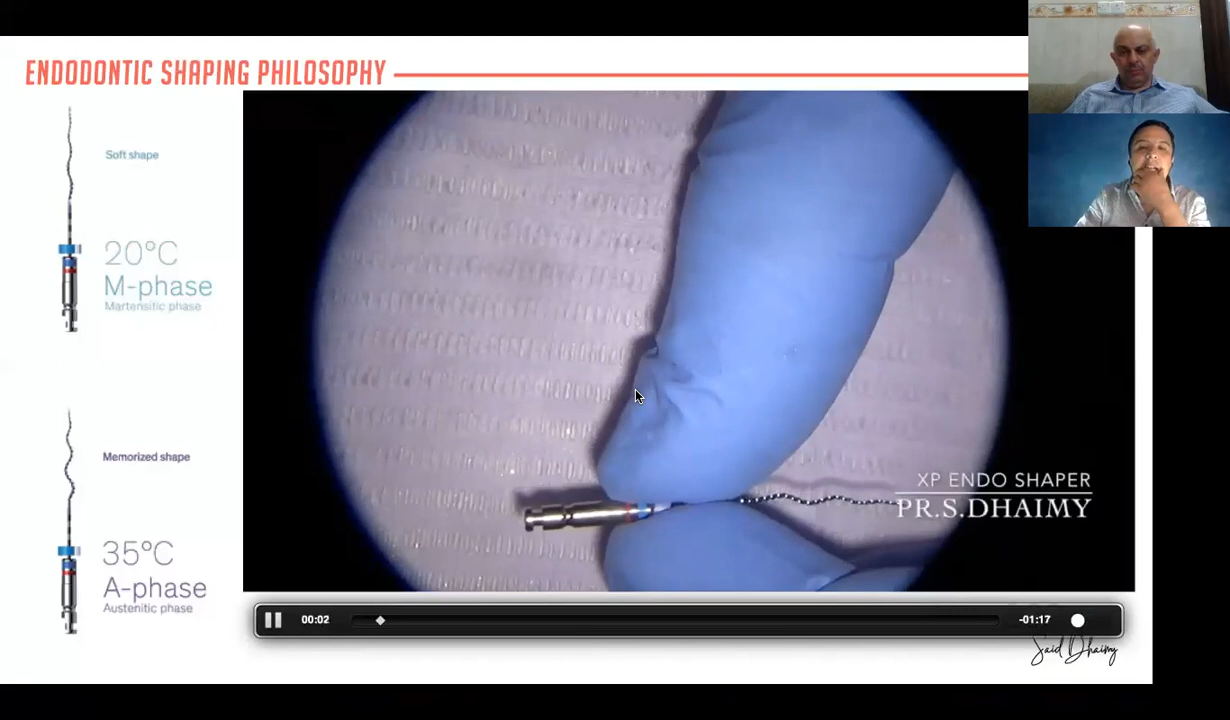 ENDODONTIC SHAPING PHILOSOPHY
Soft shape
20°C
M-phase
Martensitic phase
Memorized shape
35°C
A-phase
Austenitic phase
XP ENDO SHAPER
PR.S.DHAIMY
00:02
-01:17
Said Dhaimy